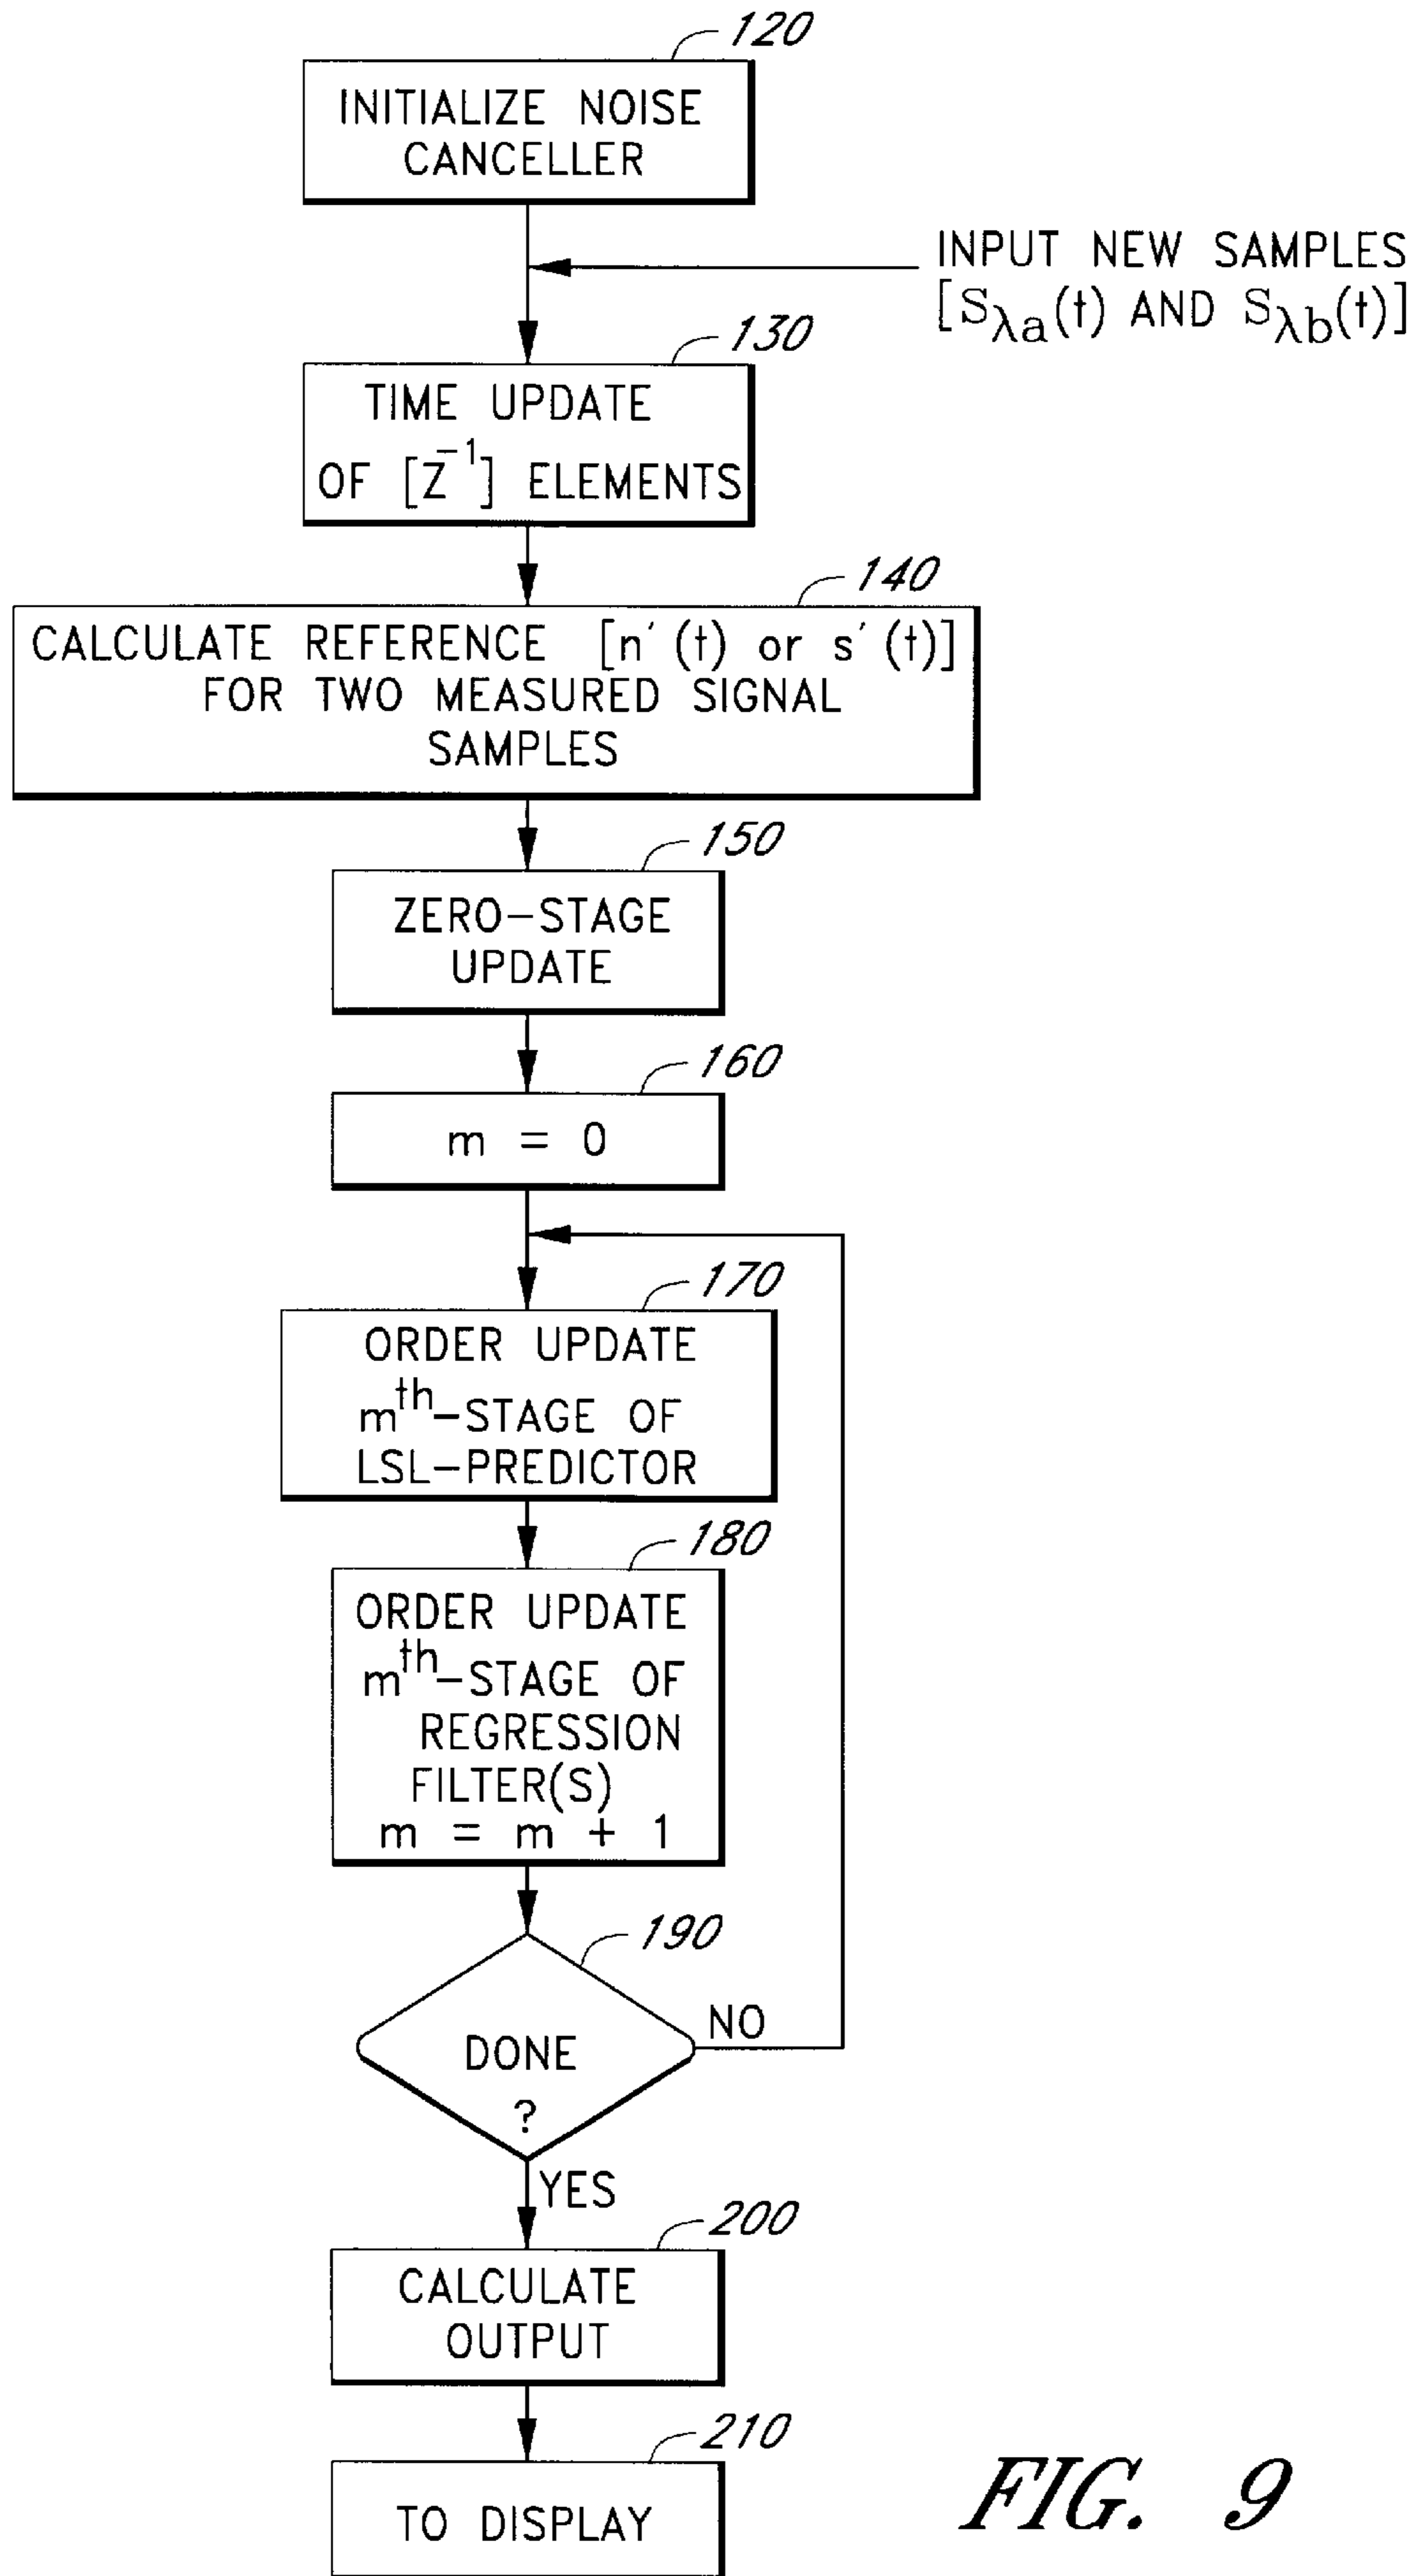 120
INITIALIZE NOISE
CANCELLER
INPUT NEW SAMPLES
[Sλa(t) AND Sλb(t)]
130
TIME UPDATE
OF [Z⁻¹] ELEMENTS
140
CALCULATE REFERENCE [n′(t) or s′(t)]
FOR TWO MEASURED SIGNAL
SAMPLES
150
ZERO-STAGE
UPDATE
160
m = 0
170
ORDER UPDATE
mᵗʰ-STAGE OF
LSL-PREDICTOR
180
ORDER UPDATE
mᵗʰ-STAGE OF
REGRESSION
FILTER(S)
m = m + 1
190
NO
DONE
?
YES
200
CALCULATE
OUTPUT
210
TO DISPLAY
FIG. 9